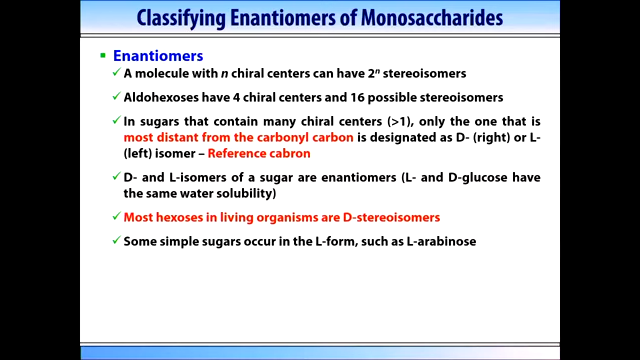 Classifying Enantiomers of Monosaccharides
▪ Enantiomers
✓ A molecule with n chiral centers can have 2ⁿ stereoisomers
✓ Aldohexoses have 4 chiral centers and 16 possible stereoisomers
✓ In sugars that contain many chiral centers (>1), only the one that is
most distant from the carbonyl carbon is designated as D- (right) or L-
(left) isomer – Reference cabron
✓ D- and L-isomers of a sugar are enantiomers (L- and D-glucose have
the same water solubility)
✓ Most hexoses in living organisms are D-stereoisomers
✓ Some simple sugars occur in the L-form, such as L-arabinose